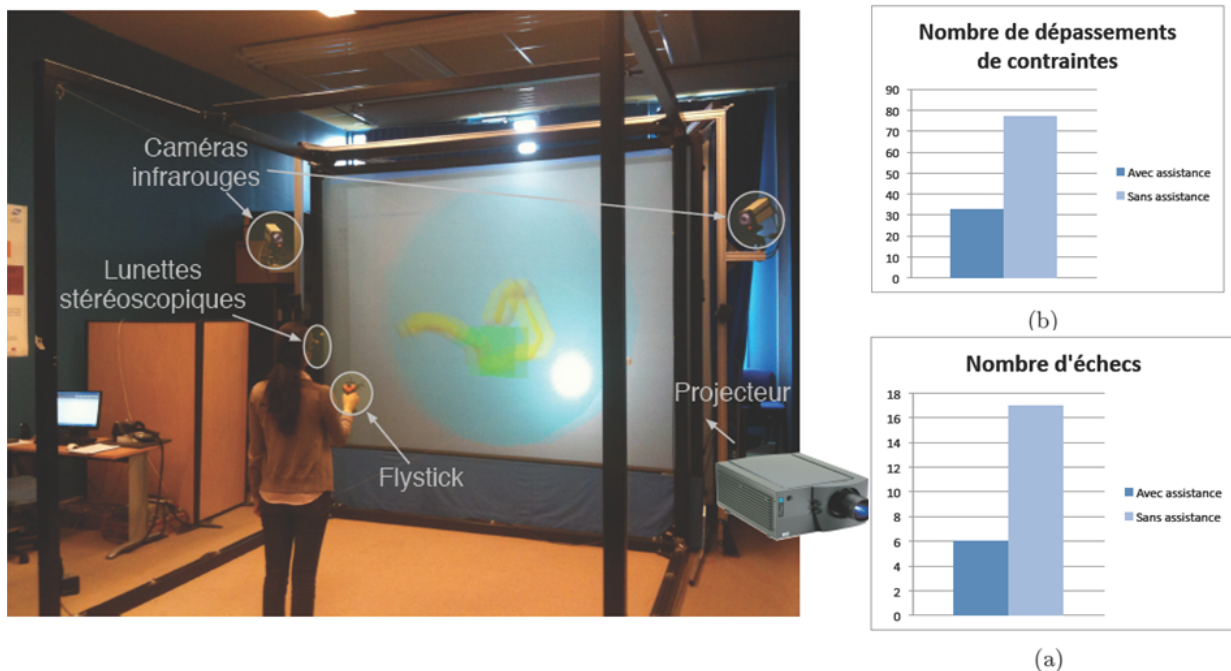 Caméras
infrarouges
Lunettes
stéréoscopiques
Flystick
Projecteur
Nombre de dépassements
de contraintes
90
80
70
60
50
40
30
20
10
0
Avec assistance
Sans assistance
(b)
Nombre d'échecs
18
16
14
12
10
8
6
4
2
0
Avec assistance
Sans assistance
(a)